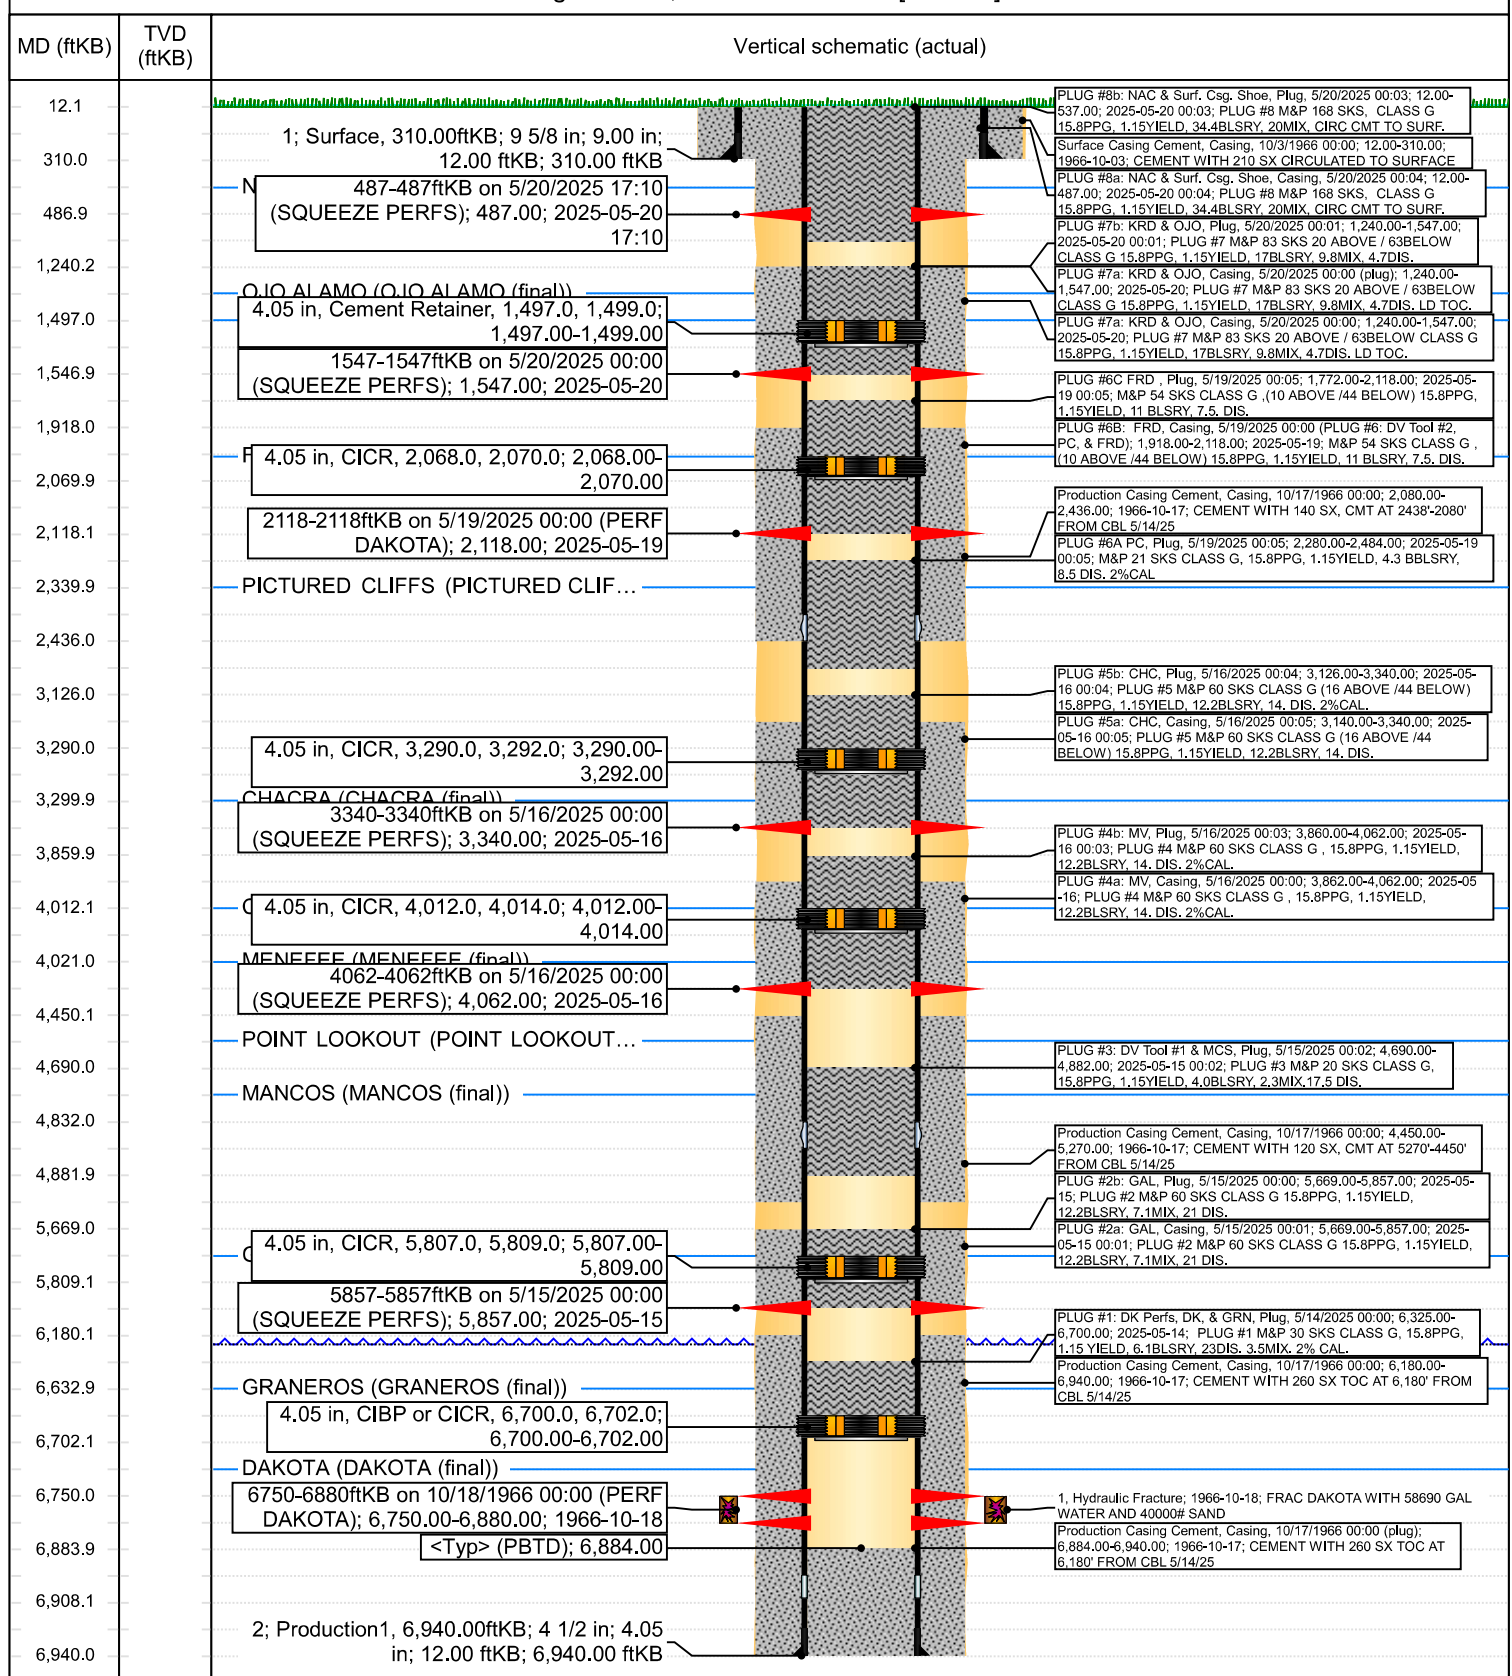 MD (ftKB)
TVD
(ftKB)
Vertical schematic (actual)
12.1
310.0
486.9
1,240.2
1,497.0
1,546.9
1,918.0
2,069.9
2,118.1
2,339.9
2,436.0
3,126.0
3,290.0
3,299.9
3,859.9
4,012.1
4,021.0
4,450.1
4,690.0
4,832.0
4,881.9
5,669.0
5,809.1
6,180.1
6,632.9
6,702.1
6,750.0
6,883.9
6,908.1
6,940.0
1; Surface, 310.00ftKB; 9 5/8 in; 9.00 in;
12.00 ftKB; 310.00 ftKB
N
487-487ftKB on 5/20/2025 17:10
(SQUEEZE PERFS); 487.00; 2025-05-20
17:10
OJO ALAMO (OJO ALAMO (final))
4.05 in, Cement Retainer, 1,497.0, 1,499.0;
1,497.00-1,499.00
1547-1547ftKB on 5/20/2025 00:00
(SQUEEZE PERFS); 1,547.00; 2025-05-20
F
4.05 in, CICR, 2,068.0, 2,070.0; 2,068.00-
2,070.00
2118-2118ftKB on 5/19/2025 00:00 (PERF
DAKOTA); 2,118.00; 2025-05-19
PICTURED CLIFFS (PICTURED CLIF...
4.05 in, CICR, 3,290.0, 3,292.0; 3,290.00-
3,292.00
CHACRA (CHACRA (final))
3340-3340ftKB on 5/16/2025 00:00
(SQUEEZE PERFS); 3,340.00; 2025-05-16
4.05 in, CICR, 4,012.0, 4,014.0; 4,012.00-
4,014.00
MENEFEE (MENEFEE (final))
4062-4062ftKB on 5/16/2025 00:00
(SQUEEZE PERFS); 4,062.00; 2025-05-16
POINT LOOKOUT (POINT LOOKOUT...
MANCOS (MANCOS (final))
4.05 in, CICR, 5,807.0, 5,809.0; 5,807.00-
5,809.00
5857-5857ftKB on 5/15/2025 00:00
(SQUEEZE PERFS); 5,857.00; 2025-05-15
GRANEROS (GRANEROS (final))
4.05 in, CIBP or CICR, 6,700.0, 6,702.0;
6,700.00-6,702.00
DAKOTA (DAKOTA (final))
6750-6880ftKB on 10/18/1966 00:00 (PERF
DAKOTA); 6,750.00-6,880.00; 1966-10-18
<Typ> (PBTD); 6,884.00
2; Production1, 6,940.00ftKB; 4 1/2 in; 4.05
in; 12.00 ftKB; 6,940.00 ftKB
PLUG #8b: NAC & Surf. Csg. Shoe, Plug, 5/20/2025 00:03; 12.00-
537.00; 2025-05-20 00:03; PLUG #8 M&P 168 SKS, CLASS G
15.8PPG, 1.15YIELD, 34.4BLSRY, 20MIX, CIRC CMT TO SURF.
Surface Casing Cement, Casing, 10/3/1966 00:00; 12.00-310.00;
1966-10-03; CEMENT WITH 210 SX CIRCULATED TO SURFACE
PLUG #8a: NAC & Surf. Csg. Shoe, Casing, 5/20/2025 00:04; 12.00-
487.00; 2025-05-20 00:04; PLUG #8 M&P 168 SKS, CLASS G
15.8PPG, 1.15YIELD, 34.4BLSRY, 20MIX, CIRC CMT TO SURF.
PLUG #7b: KRD & OJO, Plug, 5/20/2025 00:01; 1,240.00-1,547.00;
2025-05-20 00:01; PLUG #7 M&P 83 SKS 20 ABOVE / 63BELOW
CLASS G 15.8PPG, 1.15YIELD, 17BLSRY, 9.8MIX, 4.7DIS.
PLUG #7a: KRD & OJO, Casing, 5/20/2025 00:00 (plug); 1,240.00-
1,547.00; 2025-05-20; PLUG #7 M&P 83 SKS 20 ABOVE / 63BELOW
CLASS G 15.8PPG, 1.15YIELD, 17BLSRY, 9.8MIX, 4.7DIS. LD TOC.
PLUG #7a: KRD & OJO, Casing, 5/20/2025 00:00; 1,240.00-1,547.00;
2025-05-20; PLUG #7 M&P 83 SKS 20 ABOVE / 63BELOW CLASS G
15.8PPG, 1.15YIELD, 17BLSRY, 9.8MIX, 4.7DIS. LD TOC.
PLUG #6C FRD , Plug, 5/19/2025 00:05; 1,772.00-2,118.00; 2025-05-
19 00:05; M&P 54 SKS CLASS G ,(10 ABOVE /44 BELOW) 15.8PPG,
1.15YIELD, 11 BLSRY, 7.5. DIS.
PLUG #6B: FRD, Casing, 5/19/2025 00:00 (PLUG #6: DV Tool #2,
PC, & FRD); 1,918.00-2,118.00; 2025-05-19; M&P 54 SKS CLASS G ,
(10 ABOVE /44 BELOW) 15.8PPG, 1.15YIELD, 11 BLSRY, 7.5. DIS.
Production Casing Cement, Casing, 10/17/1966 00:00; 2,080.00-
2,436.00; 1966-10-17; CEMENT WITH 140 SX, CMT AT 2438'-2080'
FROM CBL 5/14/25
PLUG #6A PC, Plug, 5/19/2025 00:05; 2,280.00-2,484.00; 2025-05-19
00:05; M&P 21 SKS CLASS G, 15.8PPG, 1.15YIELD, 4.3 BBLSRY,
8.5 DIS. 2%CAL
PLUG #5b: CHC, Plug, 5/16/2025 00:04; 3,126.00-3,340.00; 2025-05-
16 00:04; PLUG #5 M&P 60 SKS CLASS G (16 ABOVE /44 BELOW)
15.8PPG, 1.15YIELD, 12.2BLSRY, 14. DIS. 2%CAL.
PLUG #5a: CHC, Casing, 5/16/2025 00:05; 3,140.00-3,340.00; 2025-
05-16 00:05; PLUG #5 M&P 60 SKS CLASS G (16 ABOVE /44
BELOW) 15.8PPG, 1.15YIELD, 12.2BLSRY, 14. DIS.
PLUG #4b: MV, Plug, 5/16/2025 00:03; 3,860.00-4,062.00; 2025-05-
16 00:03; PLUG #4 M&P 60 SKS CLASS G , 15.8PPG, 1.15YIELD,
12.2BLSRY, 14. DIS. 2%CAL.
PLUG #4a: MV, Casing, 5/16/2025 00:00; 3,862.00-4,062.00; 2025-05
-16; PLUG #4 M&P 60 SKS CLASS G , 15.8PPG, 1.15YIELD,
12.2BLSRY, 14. DIS. 2%CAL.
PLUG #3: DV Tool #1 & MCS, Plug, 5/15/2025 00:02; 4,690.00-
4,882.00; 2025-05-15 00:02; PLUG #3 M&P 20 SKS CLASS G,
15.8PPG, 1.15YIELD, 4.0BLSRY, 2.3MIX,17.5 DIS.
Production Casing Cement, Casing, 10/17/1966 00:00; 4,450.00-
5,270.00; 1966-10-17; CEMENT WITH 120 SX, CMT AT 5270'-4450'
FROM CBL 5/14/25
PLUG #2b: GAL, Plug, 5/15/2025 00:00; 5,669.00-5,857.00; 2025-05-
15; PLUG #2 M&P 60 SKS CLASS G 15.8PPG, 1.15YIELD,
12.2BLSRY, 7.1MIX, 21 DIS.
PLUG #2a: GAL, Casing, 5/15/2025 00:01; 5,669.00-5,857.00; 2025-
05-15 00:01; PLUG #2 M&P 60 SKS CLASS G 15.8PPG, 1.15YIELD,
12.2BLSRY, 7.1MIX, 21 DIS.
PLUG #1: DK Perfs, DK, & GRN, Plug, 5/14/2025 00:00; 6,325.00-
6,700.00; 2025-05-14; PLUG #1 M&P 30 SKS CLASS G, 15.8PPG,
1.15 YIELD, 6.1BLSRY, 23DIS. 3.5MIX. 2% CAL.
Production Casing Cement, Casing, 10/17/1966 00:00; 6,180.00-
6,940.00; 1966-10-17; CEMENT WITH 260 SX TOC AT 6,180' FROM
CBL 5/14/25
1, Hydraulic Fracture; 1966-10-18; FRAC DAKOTA WITH 58690 GAL
WATER AND 40000# SAND
Production Casing Cement, Casing, 10/17/1966 00:00 (plug);
6,884.00-6,940.00; 1966-10-17; CEMENT WITH 260 SX TOC AT
6,180' FROM CBL 5/14/25